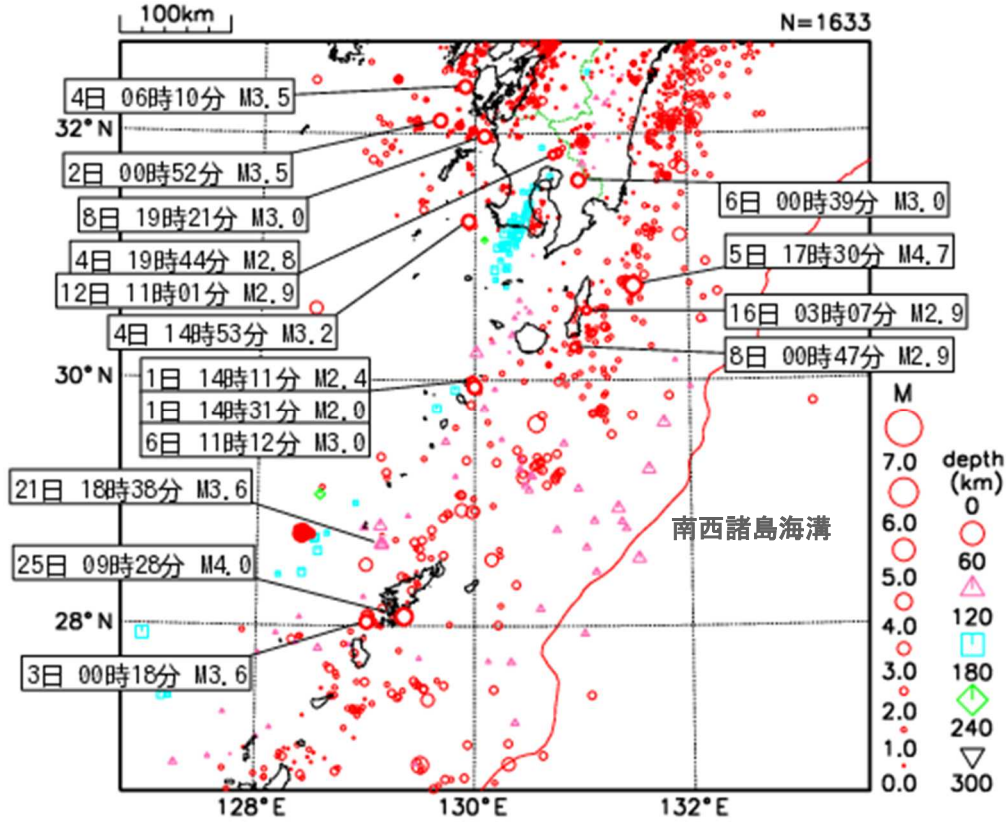 100km
N=1633
4日 06時10分 M3.5
32°N
2日 00時52分 M3.5
8日 19時21分 M3.0
6日 00時39分 M3.0
4日 19時44分 M2.8
5日 17時30分 M4.7
12日 11時01分 M2.9
16日 03時07分 M2.9
4日 14時53分 M3.2
8日 00時47分 M2.9
30°N
1日 14時11分 M2.4
1日 14時31分 M2.0
6日 11時12分 M3.0
21日 18時38分 M3.6
南西諸島海溝
25日 09時28分 M4.0
28°N
3日 00時18分 M3.6
M
7.0
6.0
5.0
4.0
3.0
2.0
1.0
0.0
depth
(km)
0
60
120
180
240
300
128°E
130°E
132°E